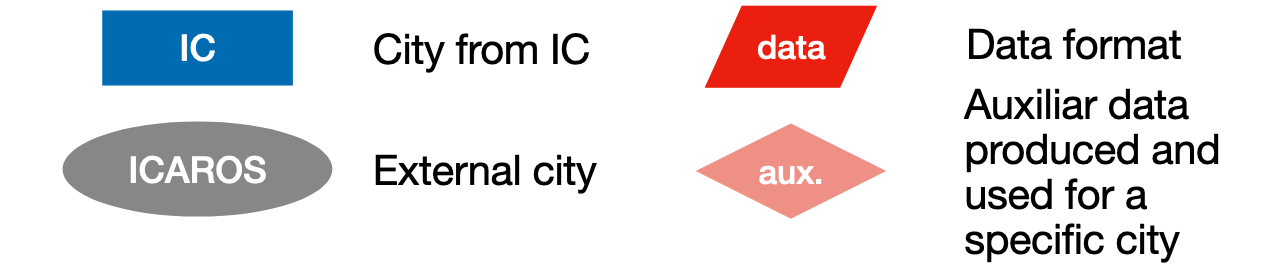 IC
City from IC
data
Data format
ICAROS
External city
aux.
Auxiliar data
produced and
used for a
specific city